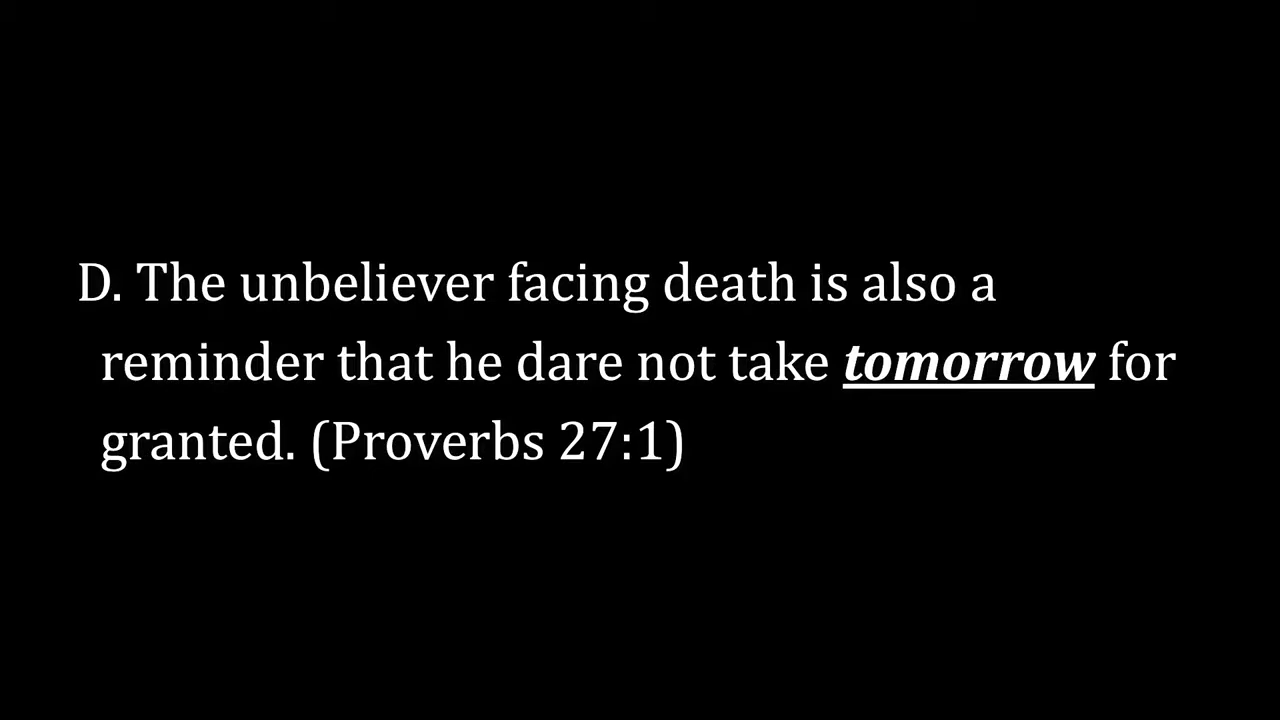 D. The unbeliever facing death is also a
reminder that he dare not take tomorrow for
granted. (Proverbs 27:1)